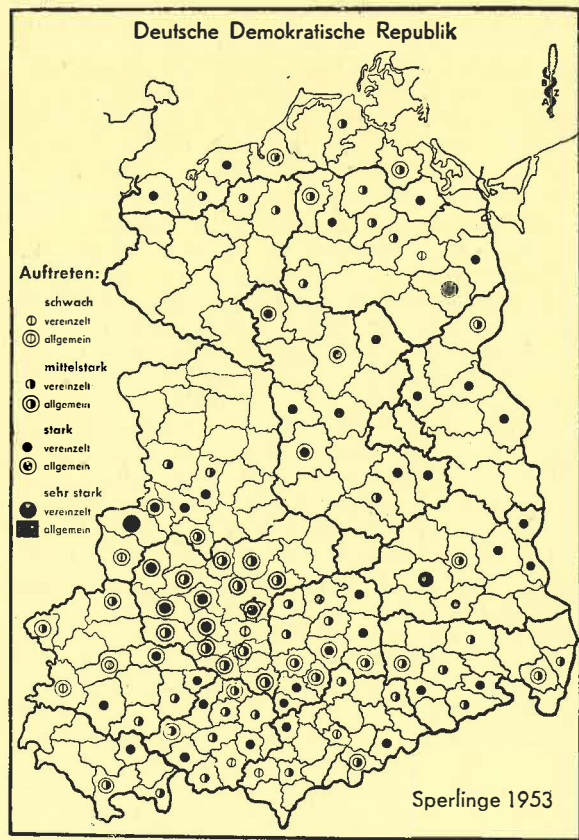 Deutsche Demokratische Republik
B Z
A
Auftreten:
schwach
vereinzelt
allgemein
mittelstark
vereinzelt
allgemein
stark
vereinzelt
allgemein
sehr stark
vereinzelt
allgemein
Sperlinge 1953